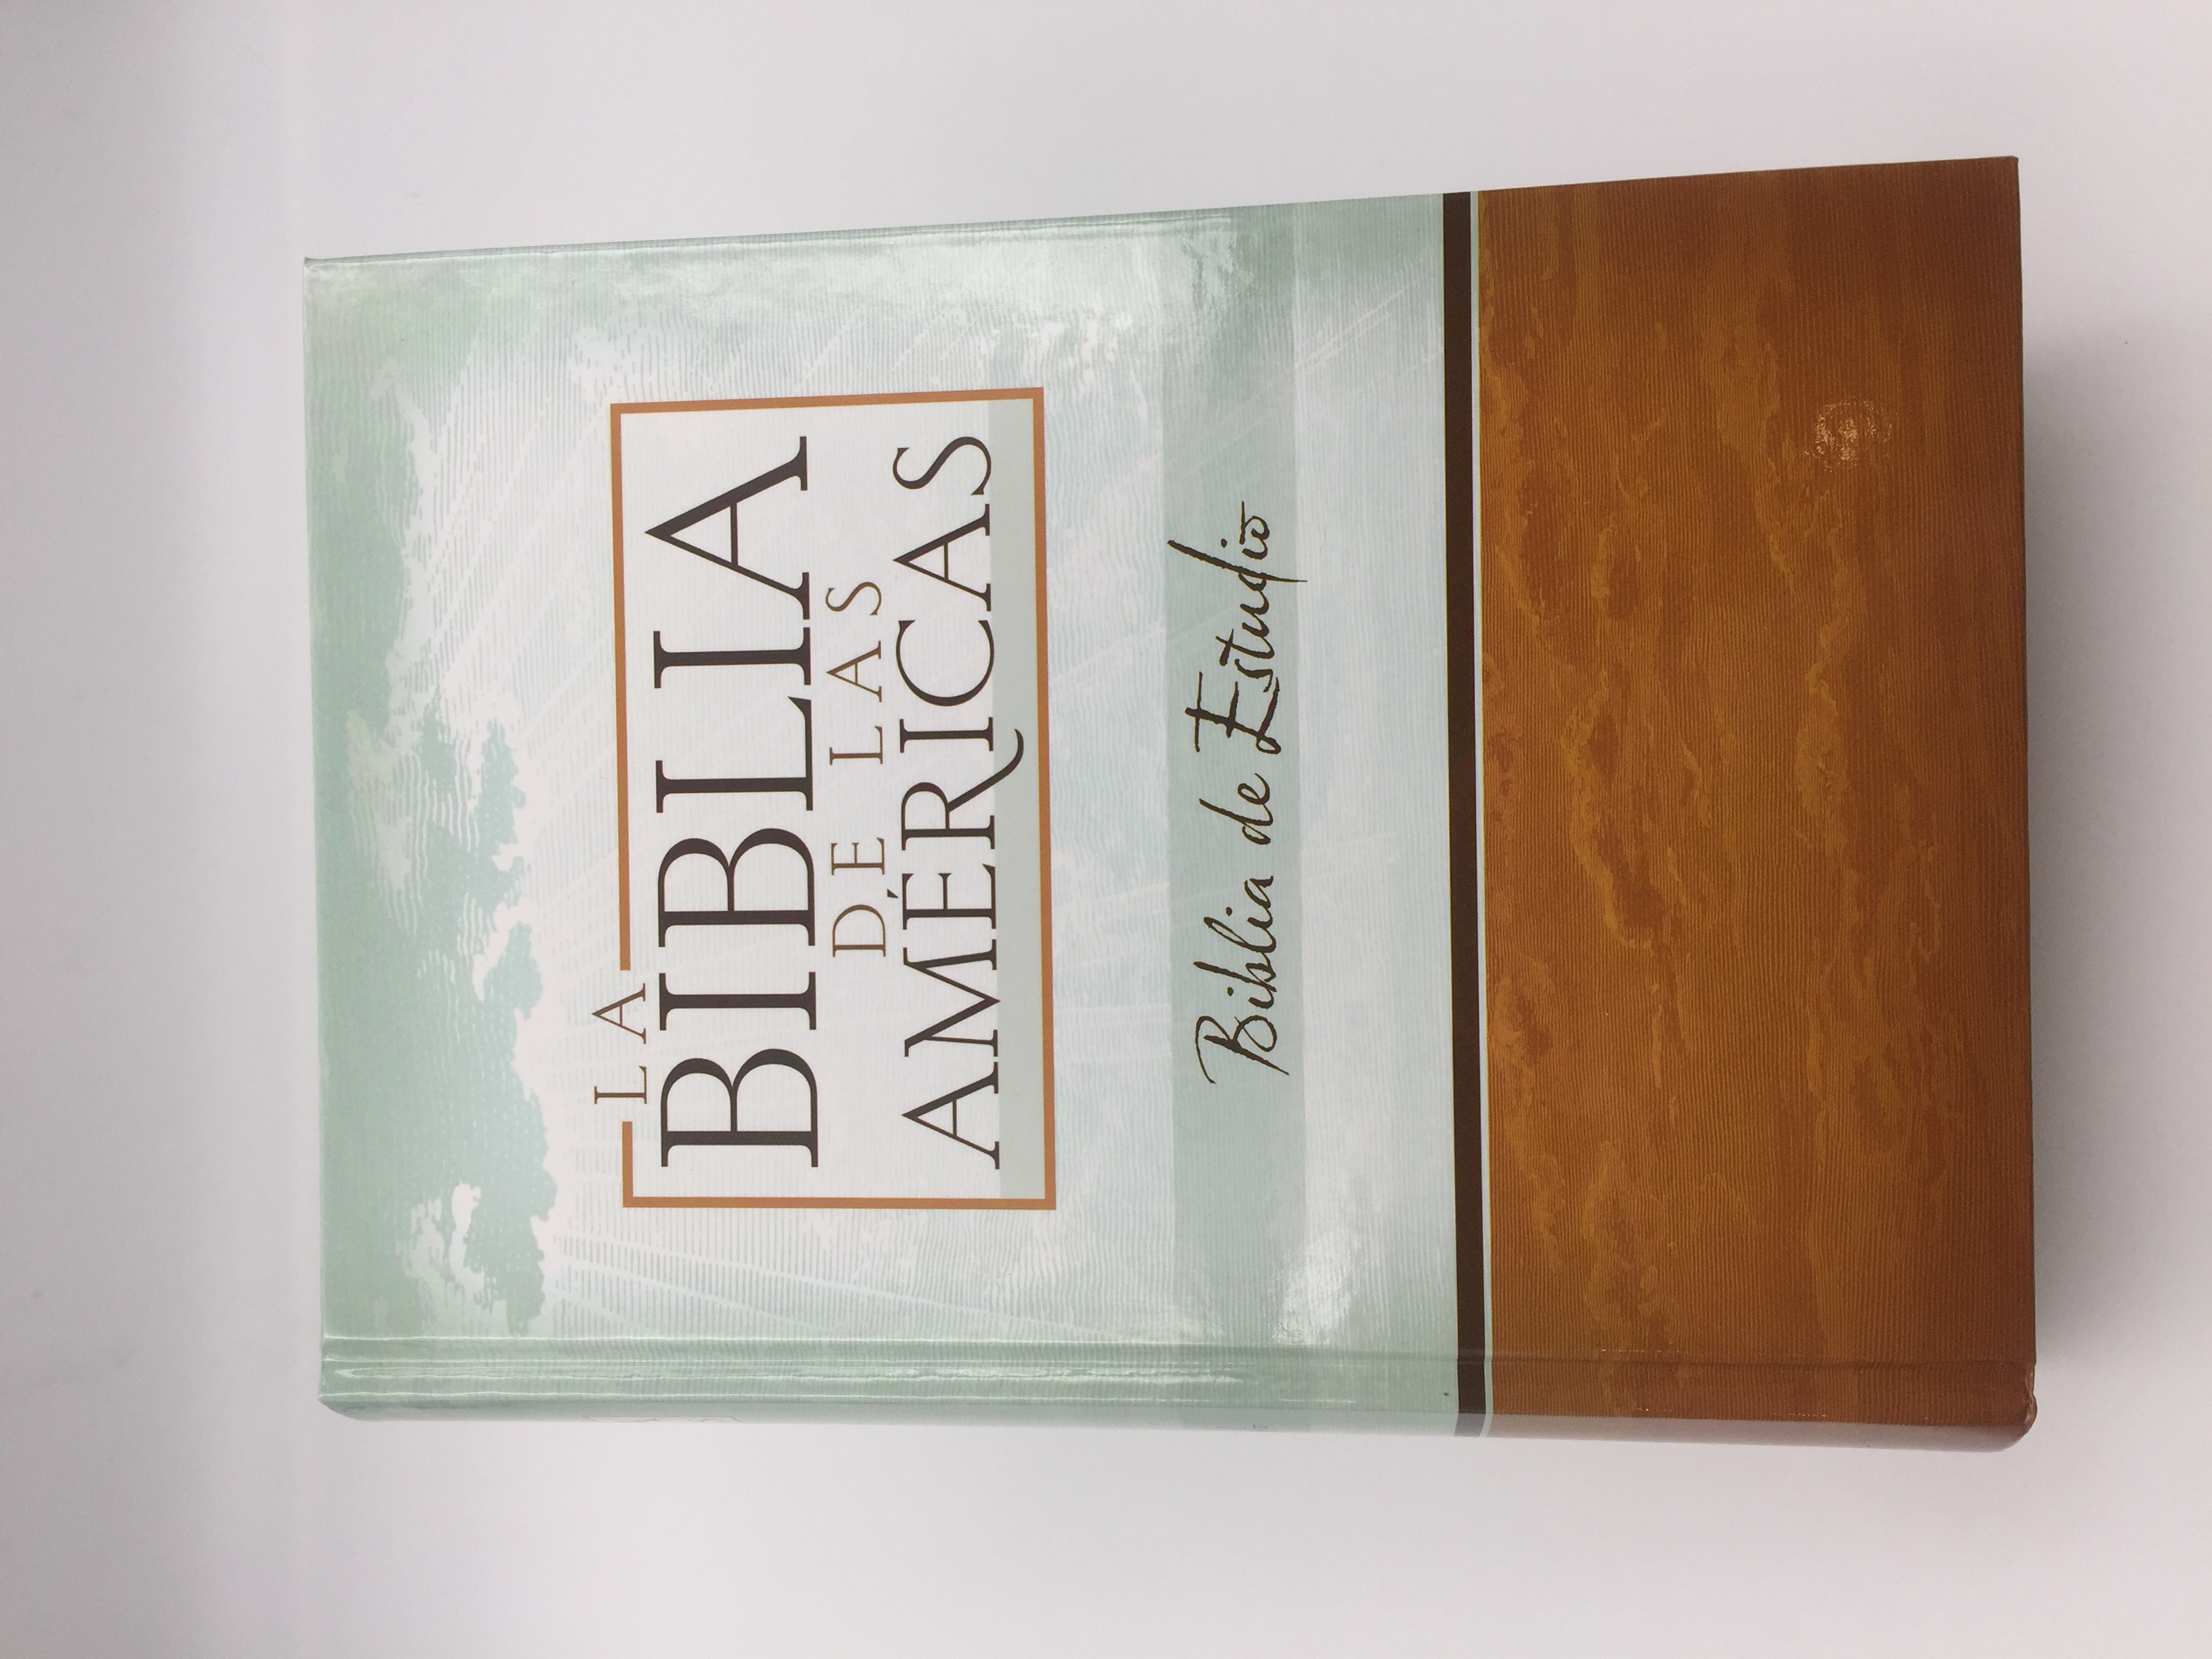 LA
BIBLIA
DE LAS
AMÉRICAS
Biblia de Estudio